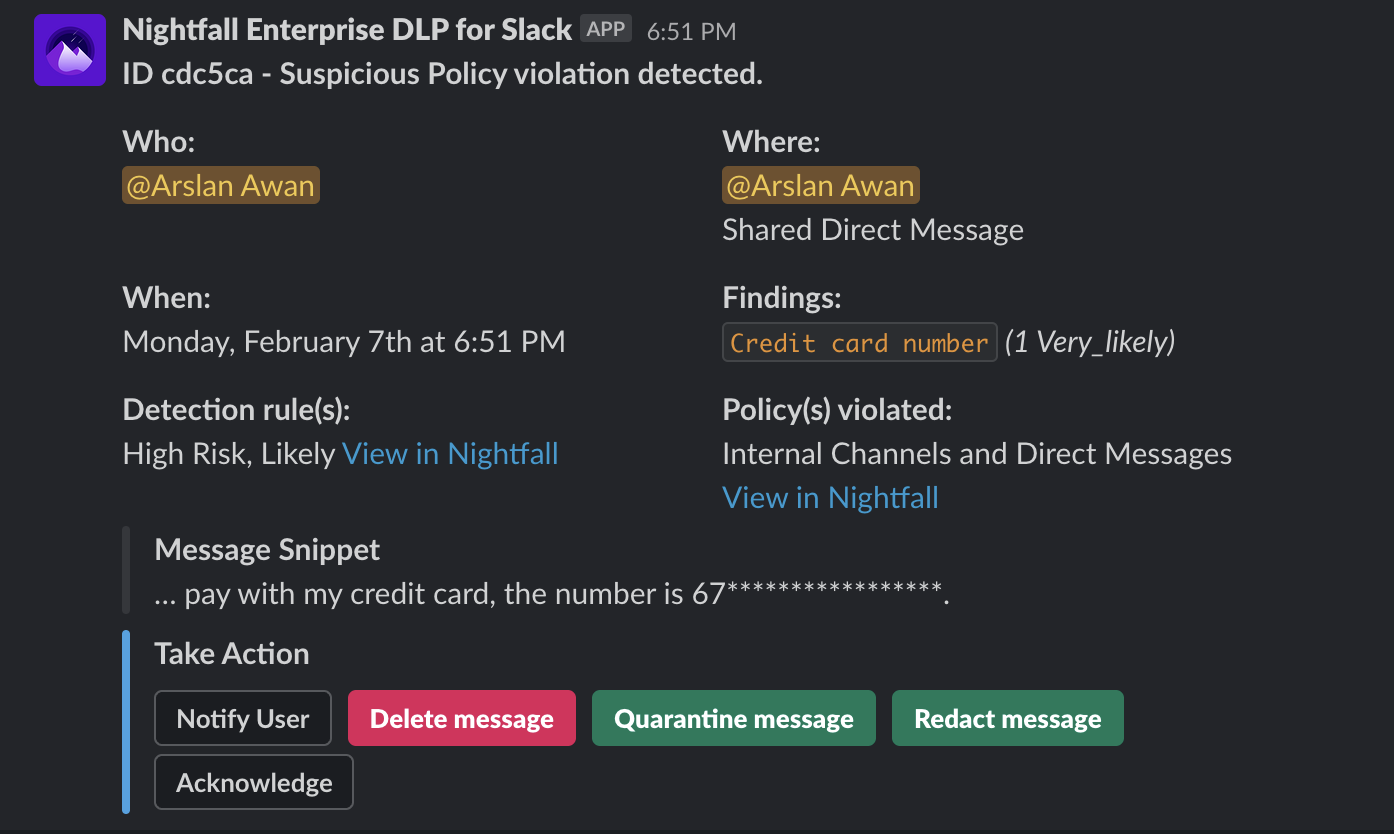 Nightfall Enterprise DLP for Slack APP 6:51 PM
ID cdc5ca - Suspicious Policy violation detected.
Who:
@Arslan Awan
Where:
@Arslan Awan
Shared Direct Message
When:
Monday, February 7th at 6:51 PM
Findings:
Credit card number (1 Very_likely)
Detection rule(s):
High Risk, Likely View in Nightfall
Policy(s) violated:
Internal Channels and Direct Messages
View in Nightfall
Message Snippet
... pay with my credit card, the number is 67*****************.
Take Action
Notify User Delete message Quarantine message Redact message
Acknowledge